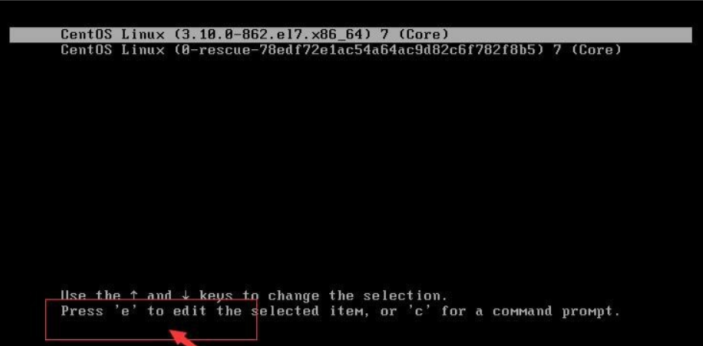 CentOS Linux (3.10.0-862.el7.x86_64) 7 (Core)
CentOS Linux (0-rescue-78edf72e1ac54a64ac9d82c6f782f8b5) 7 (Core)
Use the ↑ and ↓ keys to change the selection.
Press 'e' to edit the selected item, or 'c' for a command prompt.